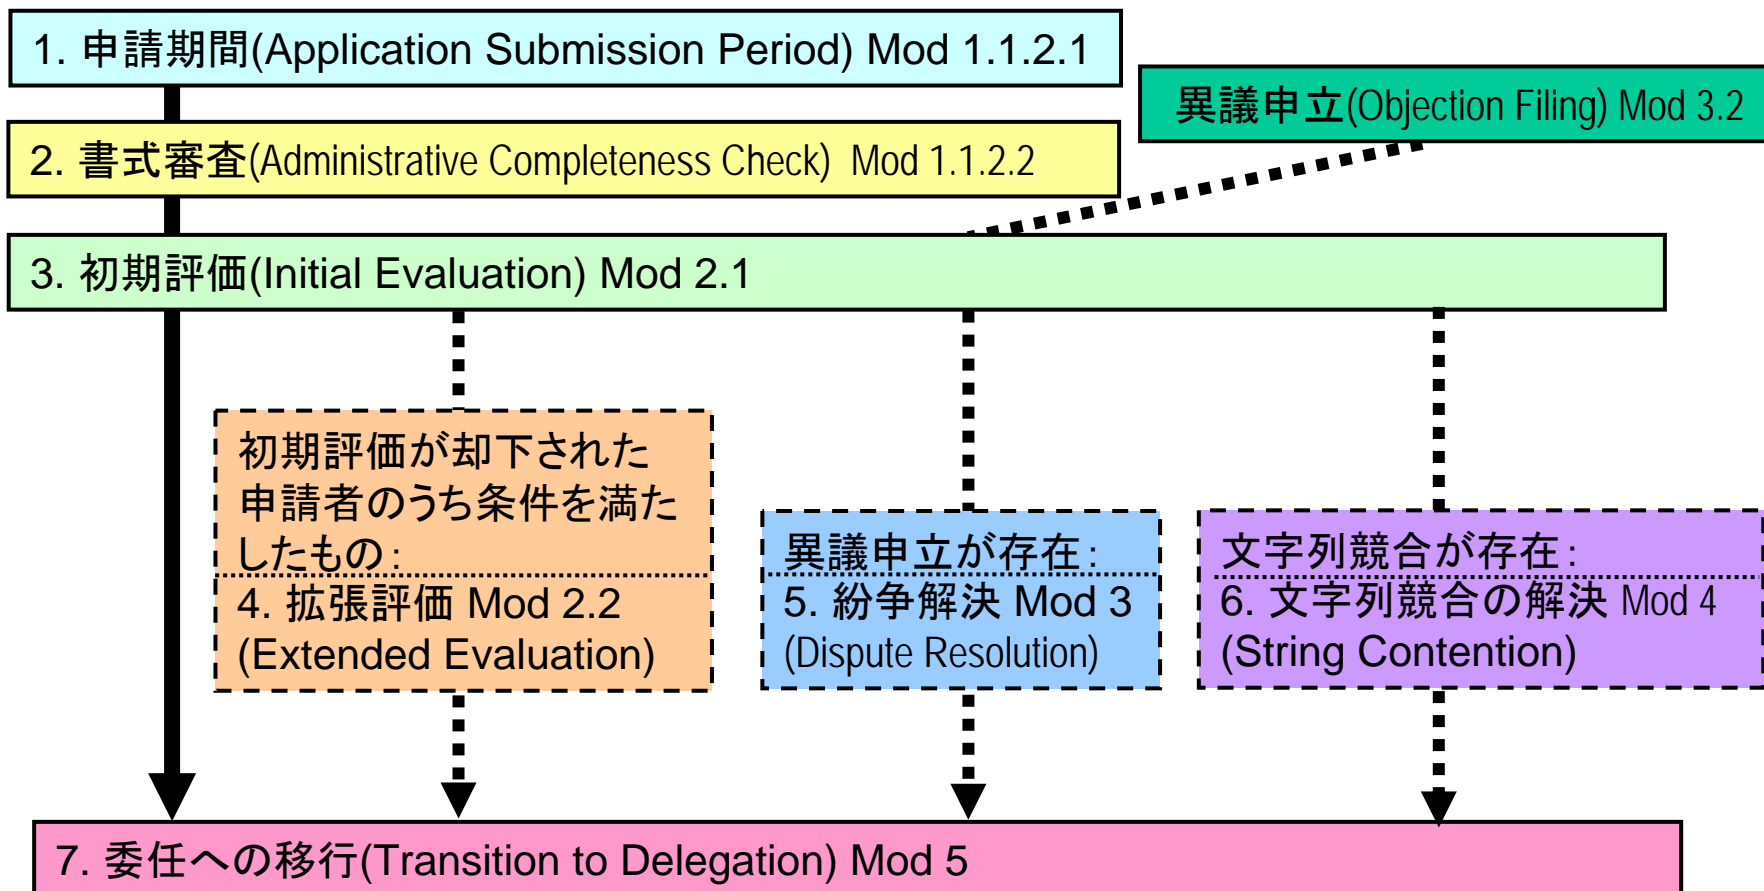 1. 申請期間(Application Submission Period) Mod 1.1.2.1
異議申立(Objection Filing) Mod 3.2
2. 書式審査(Administrative Completeness Check) Mod 1.1.2.2
3. 初期評価(Initial Evaluation) Mod 2.1
初期評価が却下された
申請者のうち条件を満た
したもの:
4. 拡張評価 Mod 2.2
(Extended Evaluation)
異議申立が存在:
5. 紛争解決 Mod 3
(Dispute Resolution)
文字列競合が存在:
6. 文字列競合の解決 Mod 4
(String Contention)
7. 委任への移行(Transition to Delegation) Mod 5